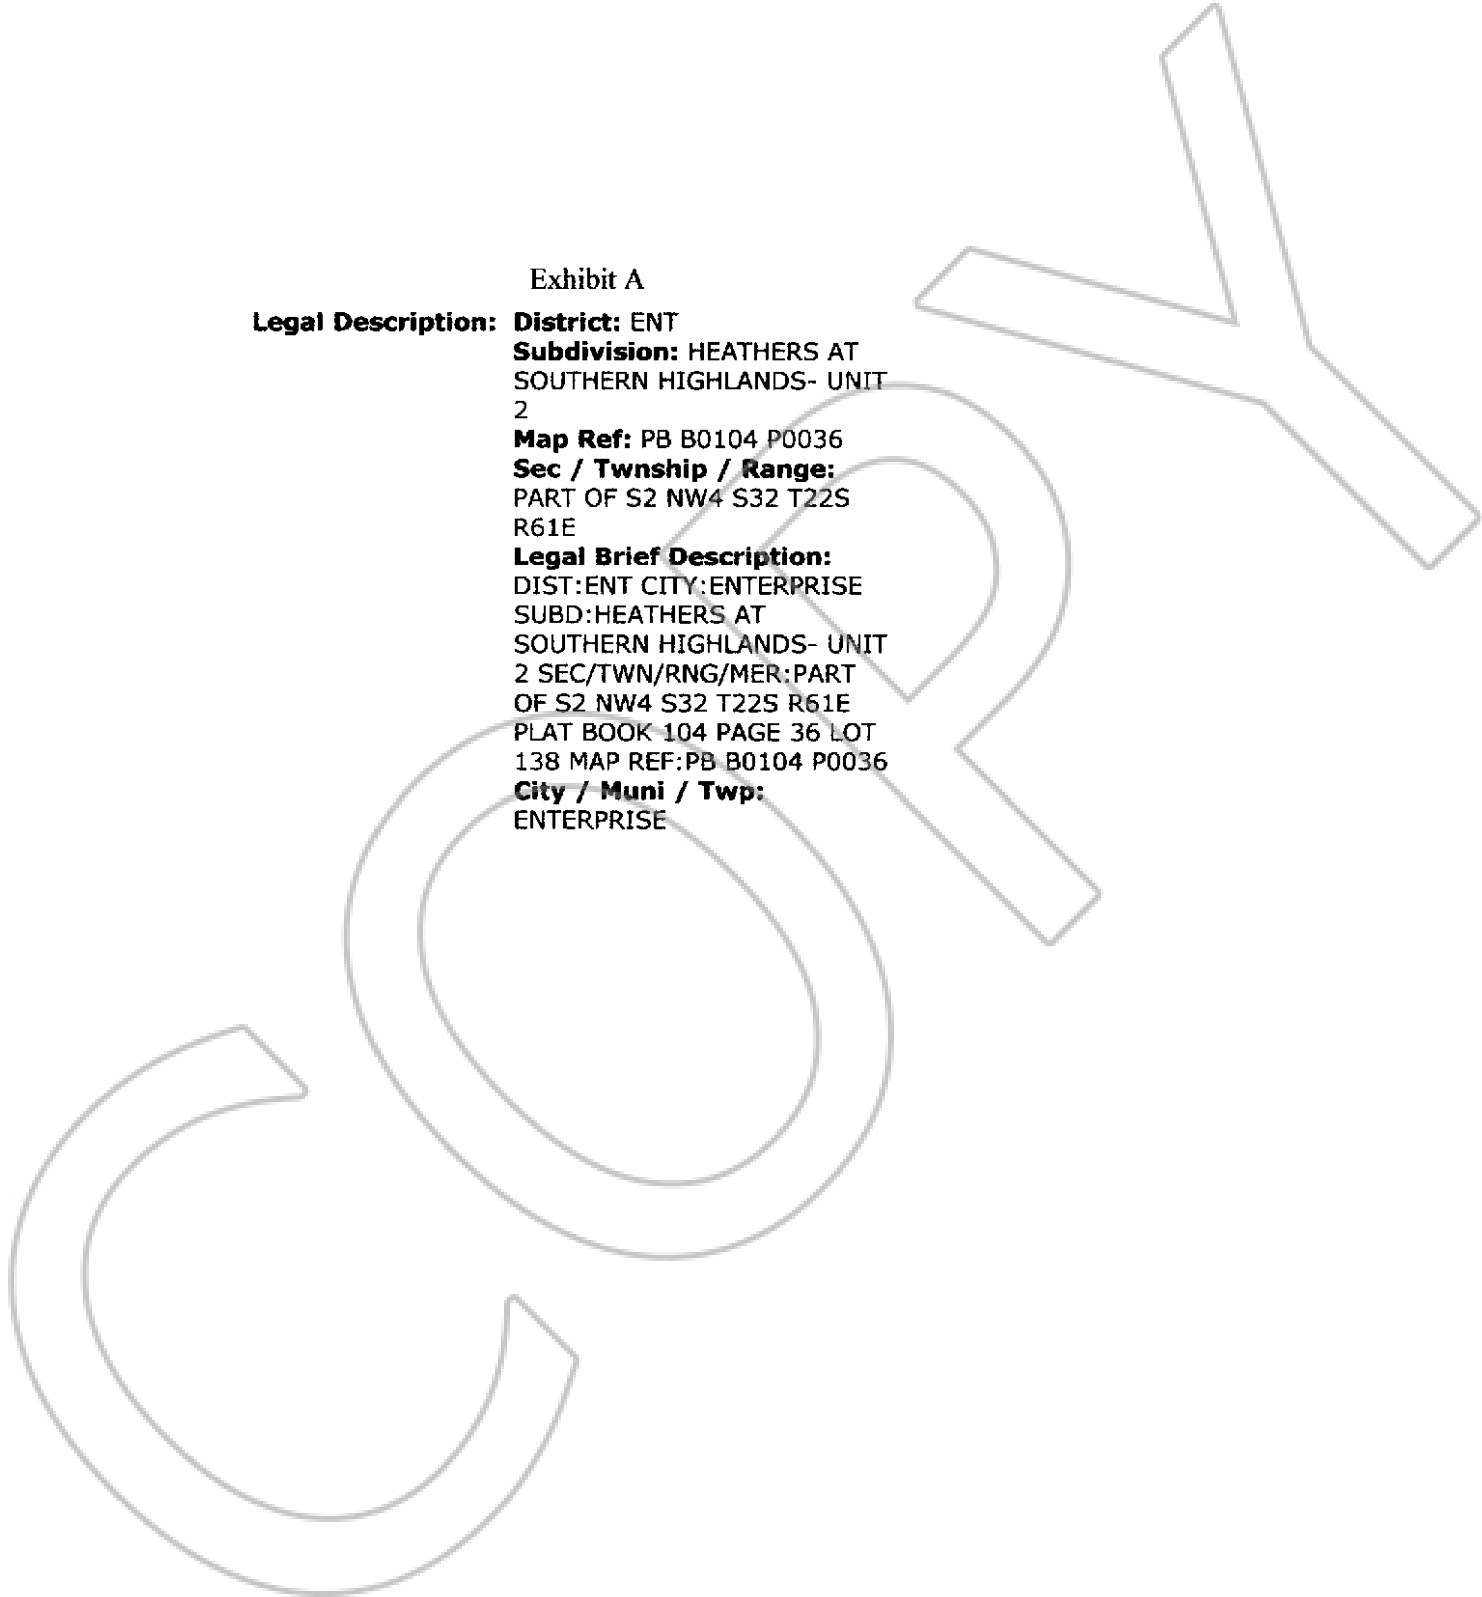 Exhibit A
Legal Description: District: ENT
Subdivision: HEATHERS AT
SOUTHERN HIGHLANDS- UNIT
2
Map Ref: PB B0104 P0036
Sec / Twnship / Range:
PART OF S2 NW4 S32 T22S
R61E
Legal Brief Description:
DIST:ENT CITY:ENTERPRISE
SUBD:HEATHERS AT
SOUTHERN HIGHLANDS- UNIT
2 SEC/TWN/RNG/MER:PART
OF S2 NW4 S32 T22S R61E
PLAT BOOK 104 PAGE 36 LOT
138 MAP REF:PB B0104 P0036
City / Muni / Twp:
ENTERPRISE
COPY